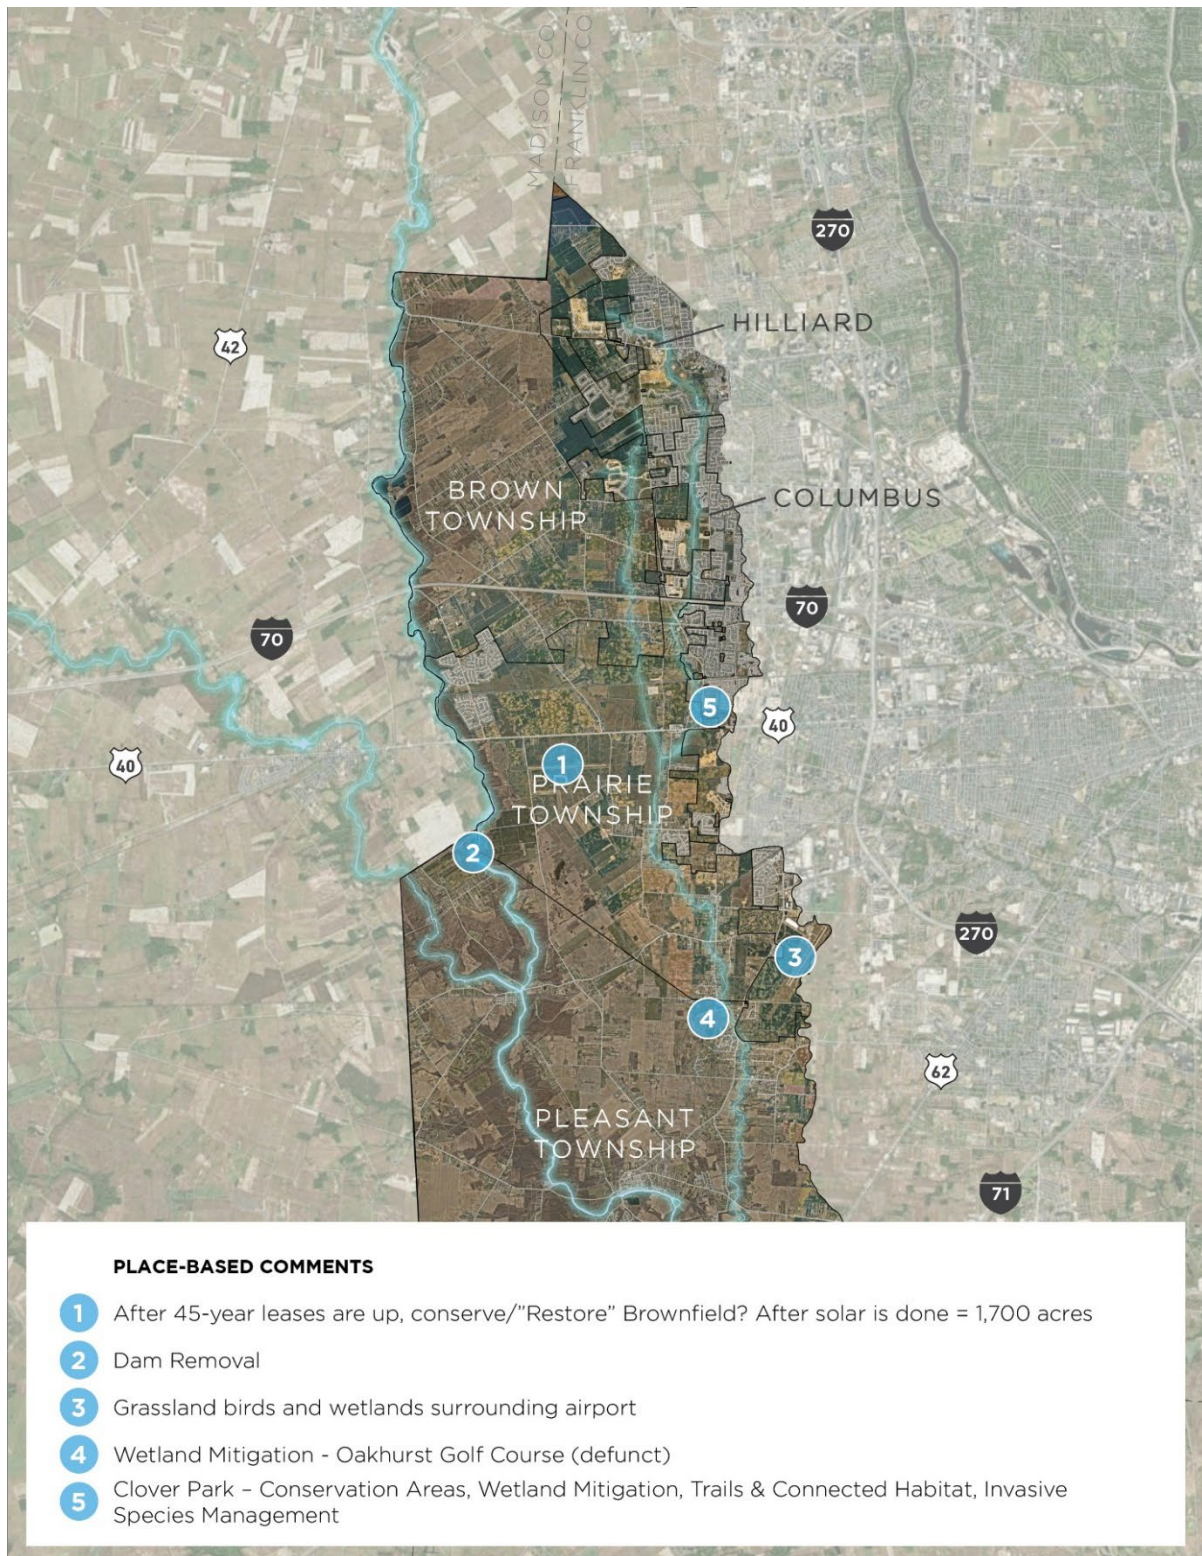 MADISON CO.
FRANKLIN CO.
270
HILLIARD
42
BROWN
TOWNSHIP
COLUMBUS
70
70
5
40
40
1
PRAIRIE
TOWNSHIP
2
270
3
4
62
PLEASANT
TOWNSHIP
71
PLACE-BASED COMMENTS
1 After 45-year leases are up, conserve/”Restore” Brownfield? After solar is done = 1,700 acres
2 Dam Removal
3 Grassland birds and wetlands surrounding airport
4 Wetland Mitigation - Oakhurst Golf Course (defunct)
5 Clover Park – Conservation Areas, Wetland Mitigation, Trails & Connected Habitat, Invasive
Species Management